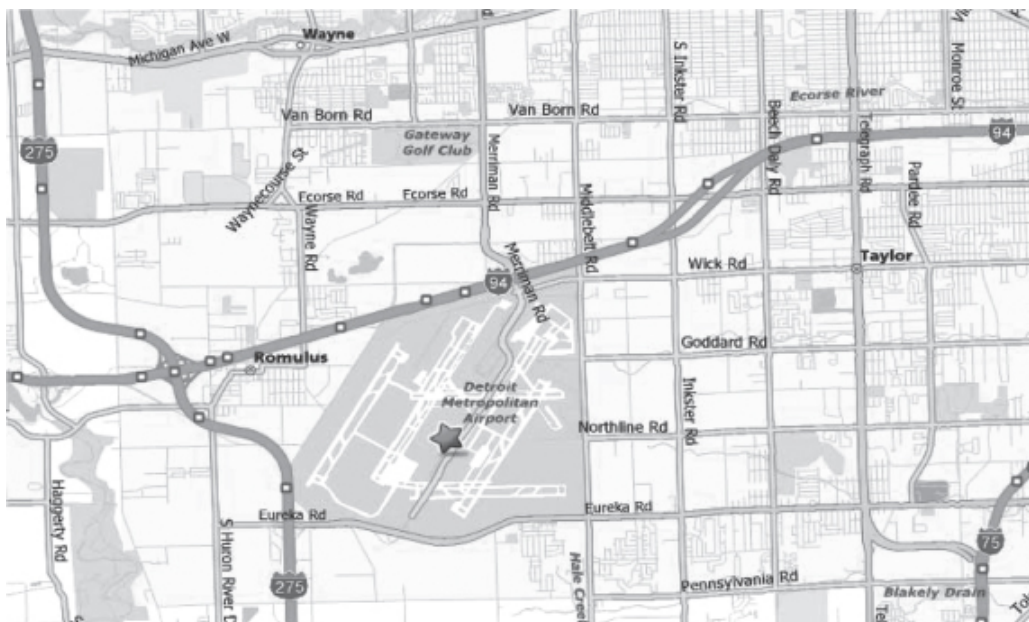 Michigan Ave W
Wayne
S Inkster Rd
Monroe St
Ecorse River
Van Born Rd
Van Born Rd
275
Gateway
Golf Club
Merriman Rd
Beech Daly Rd
Telegraph Rd
94
Pardee Rd
Waynecourse St
Ecorse Rd
Ecorse Rd
Middlebelt Rd
Wayne Rd
Merriman Rd
94
Wick Rd
Taylor
Romulus
Goddard Rd
Detroit
Metropolitan
Airport
Inkster Rd
Northline Rd
Haggerty Rd
Eureka Rd
Eureka Rd
S Huron River D
75
275
Hale Creek
Pennsylvania Rd
Blakely Drain
Te